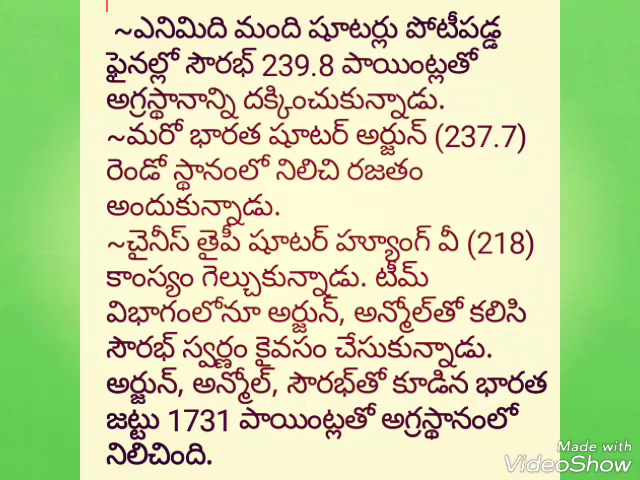 ~ఎనిమిది మంది షూటర్లు పోటీపడ్డ
ఫైనల్లో సౌరభ్ 239.8 పాయింట్లతో
అగ్రస్థానాన్ని దక్కించుకున్నాడు.
~మరో భారత షూటర్ అర్జున్ (237.7)
రెండో స్థానంలో నిలిచి రజతం
అందుకున్నాడు.
~చైనీస్ తైపీ షూటర్ హ్యూంగ్ వీ (218)
కాంస్యం గెల్చుకున్నాడు. టీమ్
విభాగంలోనూ అర్జున్, అన్మోల్‌తో కలిసి
సౌరభ్ స్వర్ణం కైవసం చేసుకున్నాడు.
అర్జున్, అన్మోల్, సౌరభ్‌తో కూడిన భారత
జట్టు 1731 పాయింట్లతో అగ్రస్థానంలో
నిలిచింది.
Made with
VideoShow